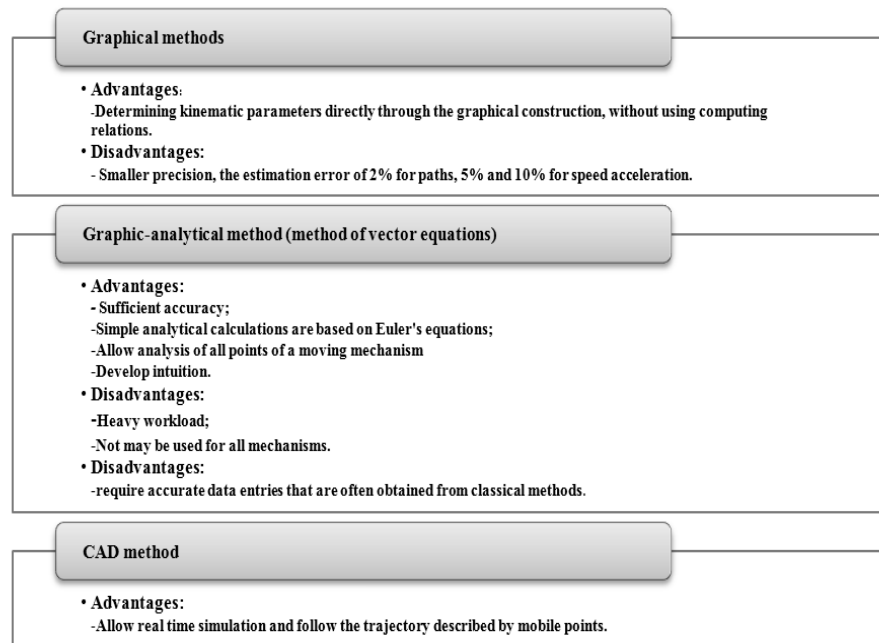 Graphical methods
• Advantages:
-Determining kinematic parameters directly through the graphical construction, without using computing
relations.
• Disadvantages:
- Smaller precision, the estimation error of 2% for paths, 5% and 10% for speed acceleration.
Graphic-analytical method (method of vector equations)
• Advantages:
- Sufficient accuracy;
-Simple analytical calculations are based on Euler's equations;
-Allow analysis of all points of a moving mechanism
-Develop intuition.
• Disadvantages:
-Heavy workload;
-Not may be used for all mechanisms.
• Disadvantages:
-require accurate data entries that are often obtained from classical methods.
CAD method
• Advantages:
-Allow real time simulation and follow the trajectory described by mobile points.